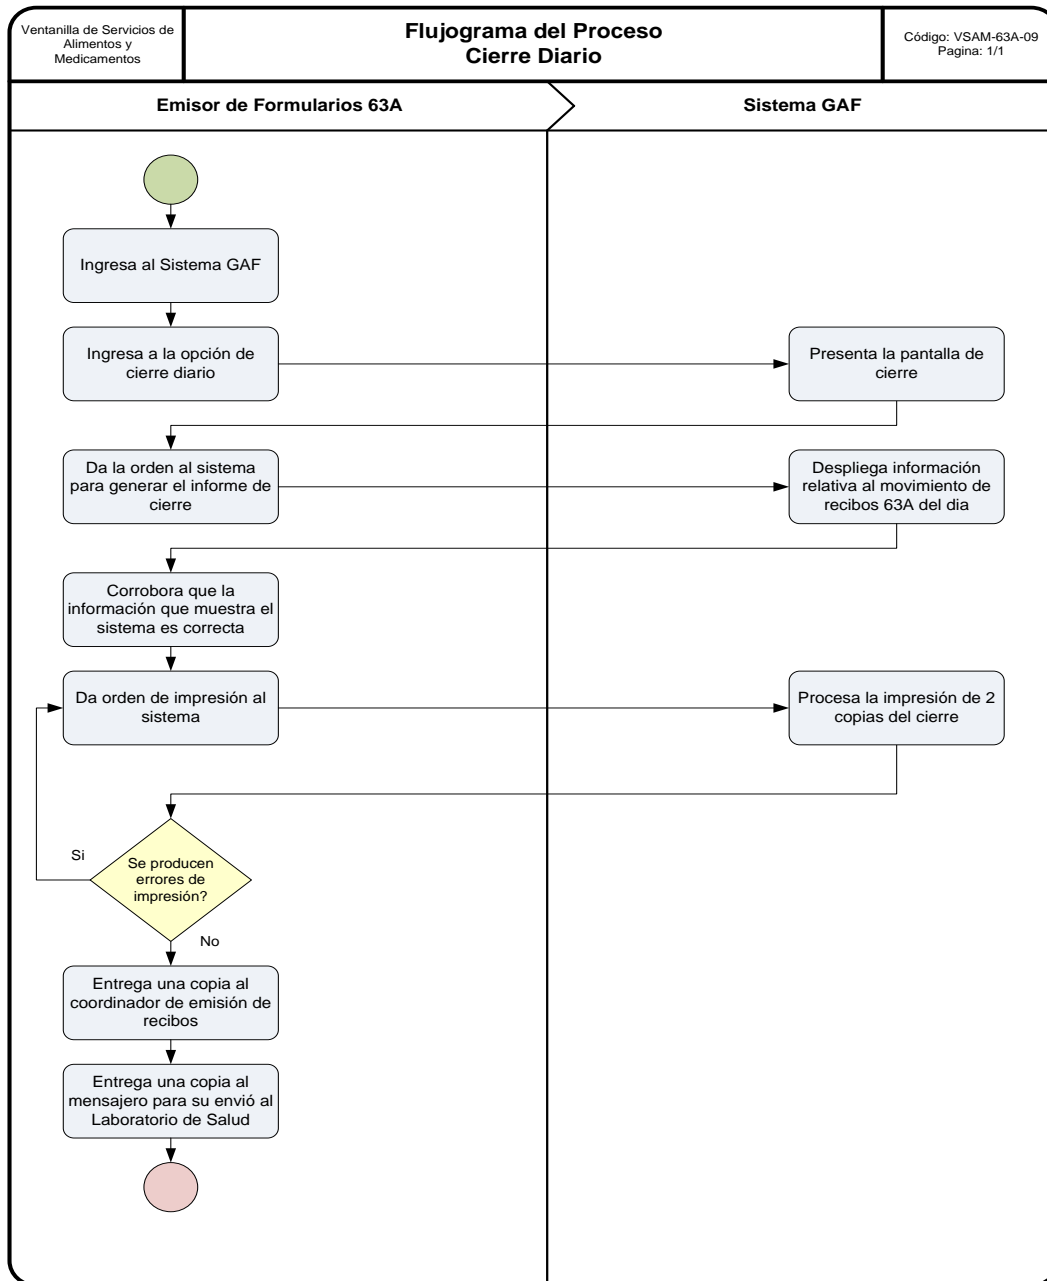 Ventanilla de Servicios de
Alimentos y
Medicamentos
Flujograma del Proceso
Cierre Diario
Código: VSAM-63A-09
Pagina: 1/1
Emisor de Formularios 63A
Sistema GAF
Ingresa al Sistema GAF
Ingresa a la opción de
cierre diario
Presenta la pantalla de
cierre
Da la orden al sistema
para generar el informe de
cierre
Despliega información
relativa al movimiento de
recibos 63A del dia
Corrobora que la
información que muestra el
sistema es correcta
Da orden de impresión al
sistema
Procesa la impresión de 2
copias del cierre
Si
Se producen
errores de
impresión?
No
Entrega una copia al
coordinador de emisión de
recibos
Entrega una copia al
mensajero para su envió al
Laboratorio de Salud